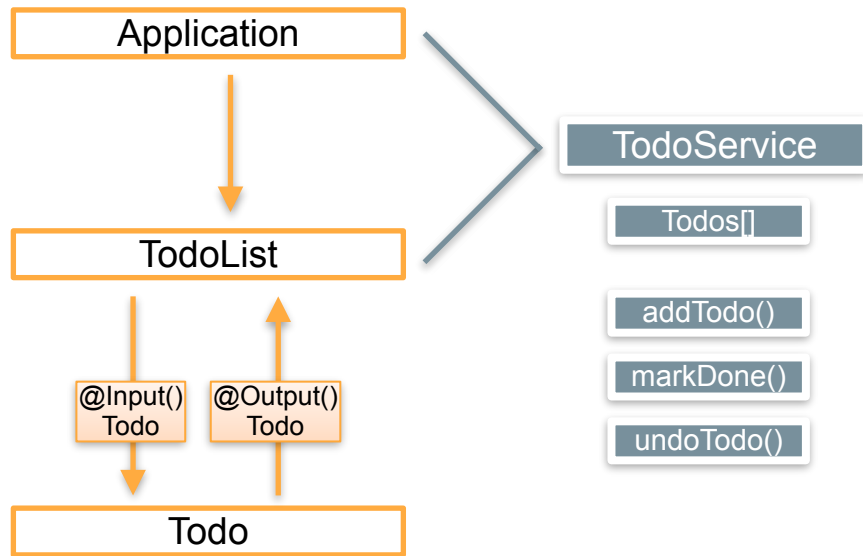 Application
TodoService
Todos[]
TodoList
addTodo()
markDone()
@Input()
Todo
@Output()
Todo
undoTodo()
Todo